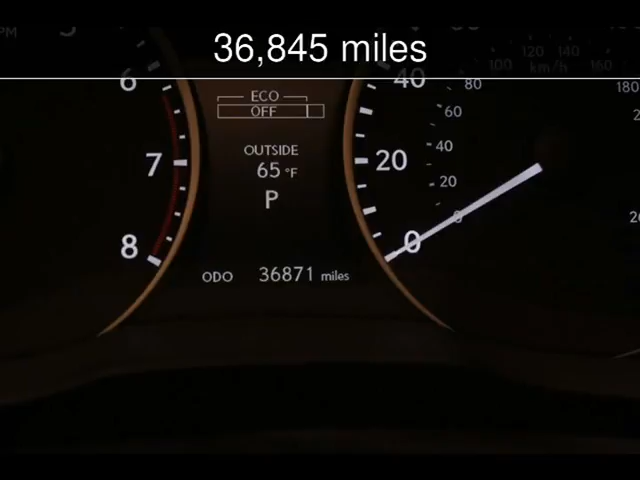 36,845 miles
PM
120 140
100 km/h 160
6 40 80 180
ECO
OFF
60
OUTSIDE
40
7 65 °F 20
20
P
0
8 0
ODO 36871 miles